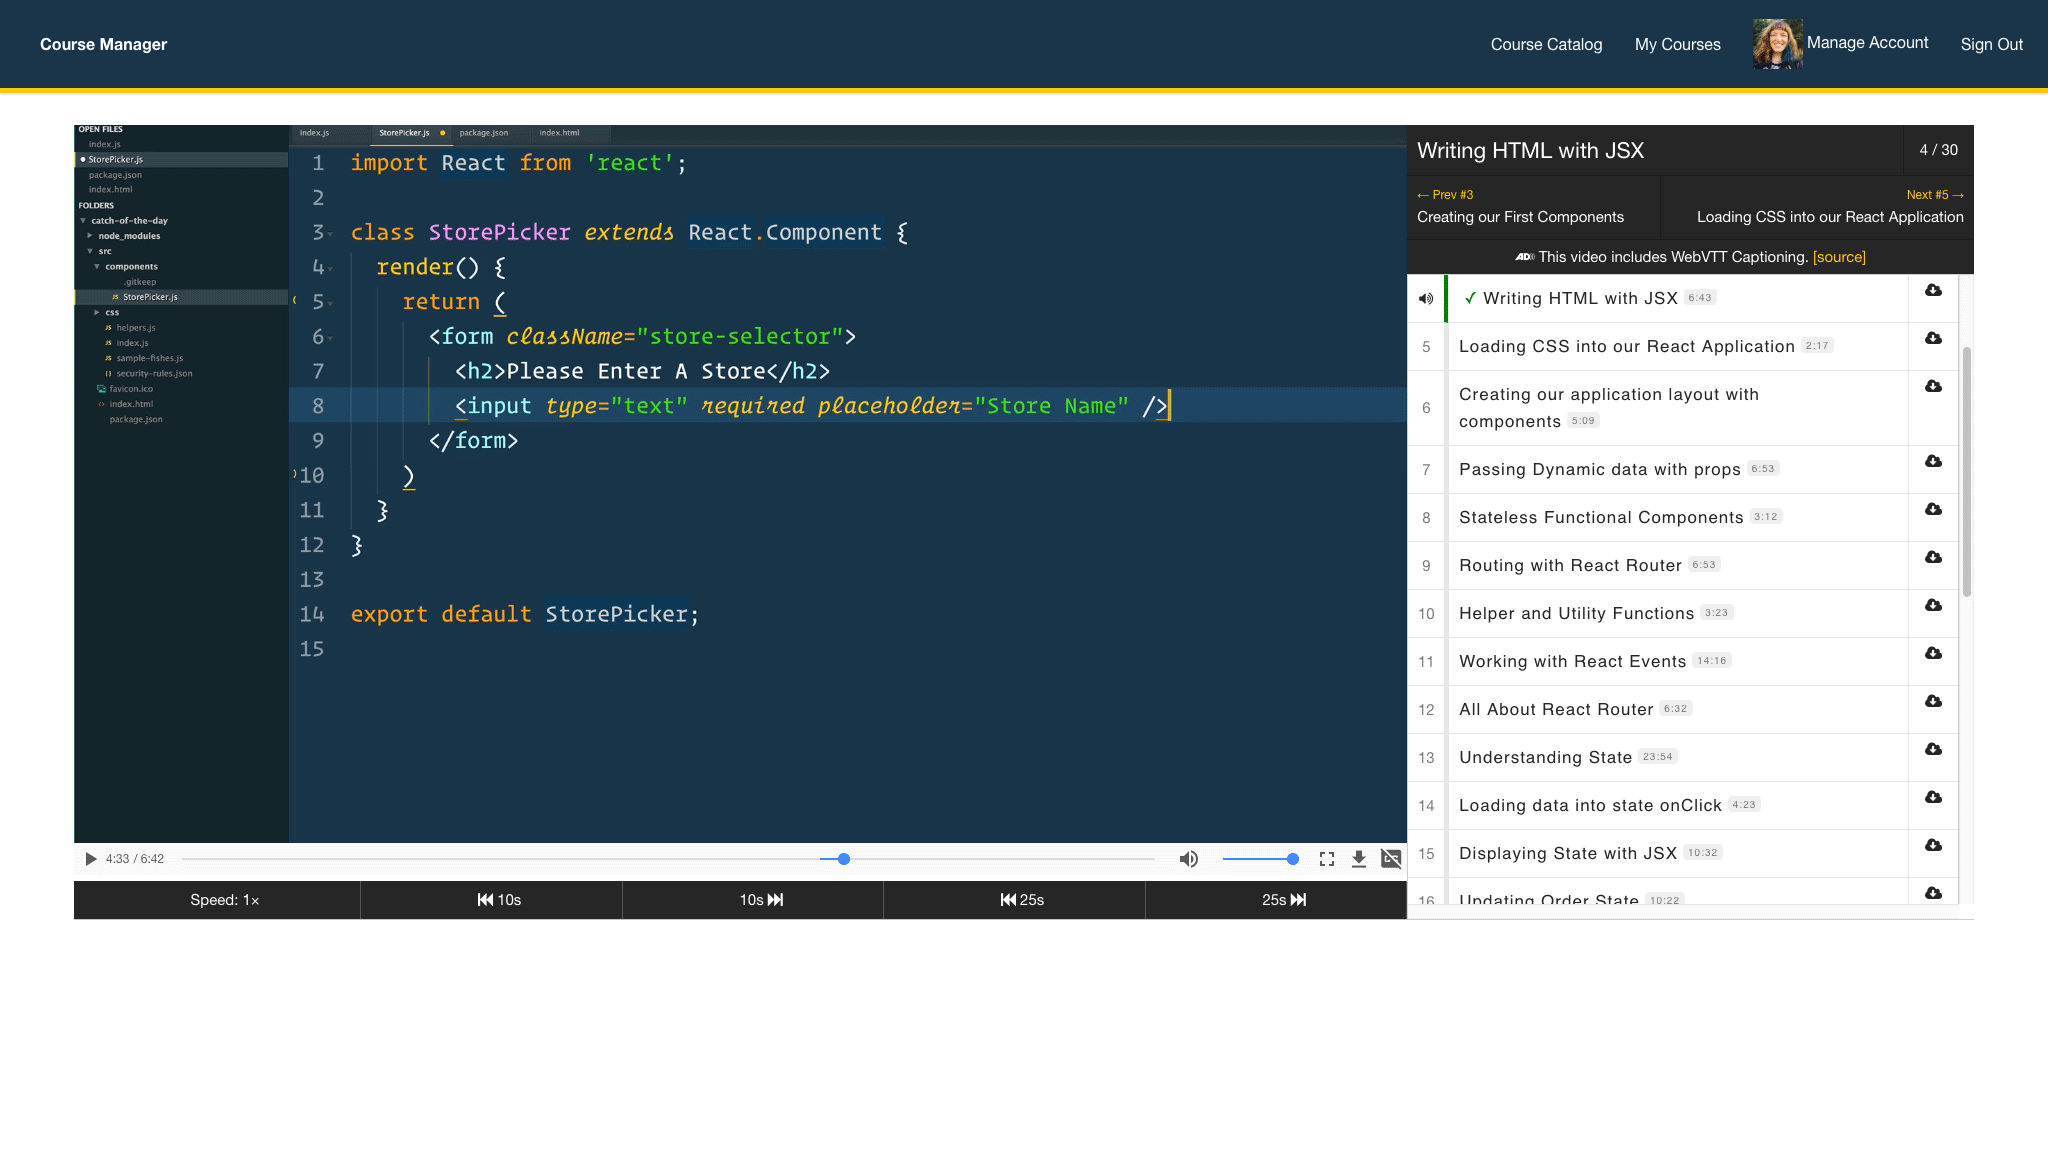 Course Manager
Course Catalog
My Courses
Manage Account
Sign Out
OPEN FILES
index.js
StorePicker.js
package.json
index.html
FOLDERS
catch-of-the-day
node_modules
src
components
.gitkeep
JS StorePicker.js
css
JS helpers.js
JS index.js
JS sample-fishes.js
security-rules.json
favicon.ico
index.html
package.json
index.js
StorePicker.js
package.json
index.html
1 import React from 'react';
2
3 class StorePicker extends React.Component {
4 render() {
5 return (
6 <form className="store-selector">
7 <h2>Please Enter A Store</h2>
8 <input type="text" required placeholder="Store Name" />
9 </form>
10 )
11 }
12 }
13
14 export default StorePicker;
15
4:33 / 6:42
Speed: 1×
⏮ 10s
10s ⏭
⏮ 25s
25s ⏭
Writing HTML with JSX
4 / 30
← Prev #3
Creating our First Components
Next #5 →
Loading CSS into our React Application
AD This video includes WebVTT Captioning. [source]
✓ Writing HTML with JSX 6:43
5 Loading CSS into our React Application 2:17
6 Creating our application layout with
components 5:09
7 Passing Dynamic data with props 6:53
8 Stateless Functional Components 3:12
9 Routing with React Router 6:53
10 Helper and Utility Functions 3:23
11 Working with React Events 14:16
12 All About React Router 6:32
13 Understanding State 23:54
14 Loading data into state onClick 4:23
15 Displaying State with JSX 10:32
16 Updating Order State 10:22